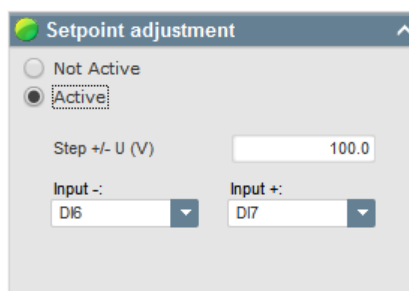 Setpoint adjustment
Not Active
Active
Step +/- U (V) 100.0
Input -: Input +:
DI6 DI7